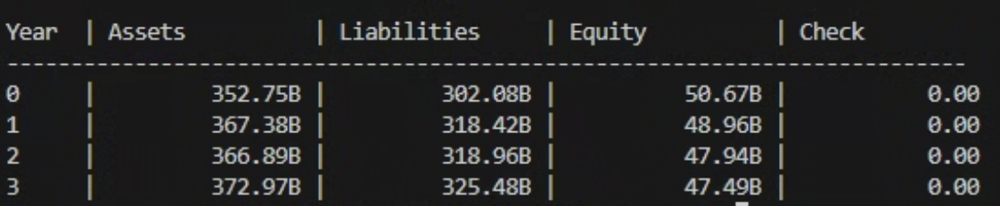 Year | Assets | Liabilities | Equity | Check
---------------------------------------------------------------------------
0 | 352.75B | 302.08B | 50.67B | 0.00
1 | 367.38B | 318.42B | 48.96B | 0.00
2 | 366.89B | 318.96B | 47.94B | 0.00
3 | 372.97B | 325.48B | 47.49B | 0.00